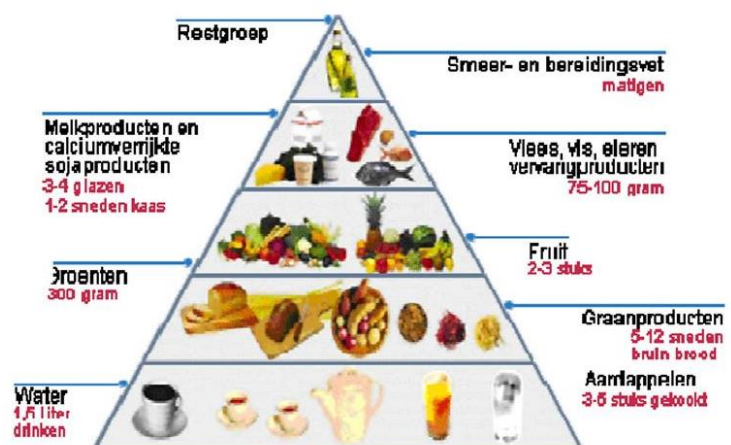 Restgroep
Smeer- en bereidingsvet
matigen
Melkproducten en
calciumverrijkte
sojaproducten
3-4 glazen
1-2 sneden kaas
Vlees, vis, eieren
vervangproducten
75-100 gram
Fruit
2-3 stuks
Groenten
300 gram
Graanproducten
5-12 sneden
bruin brood
Aardappelen
3-5 stuks gekookt
Water
1,5 liter
drinken